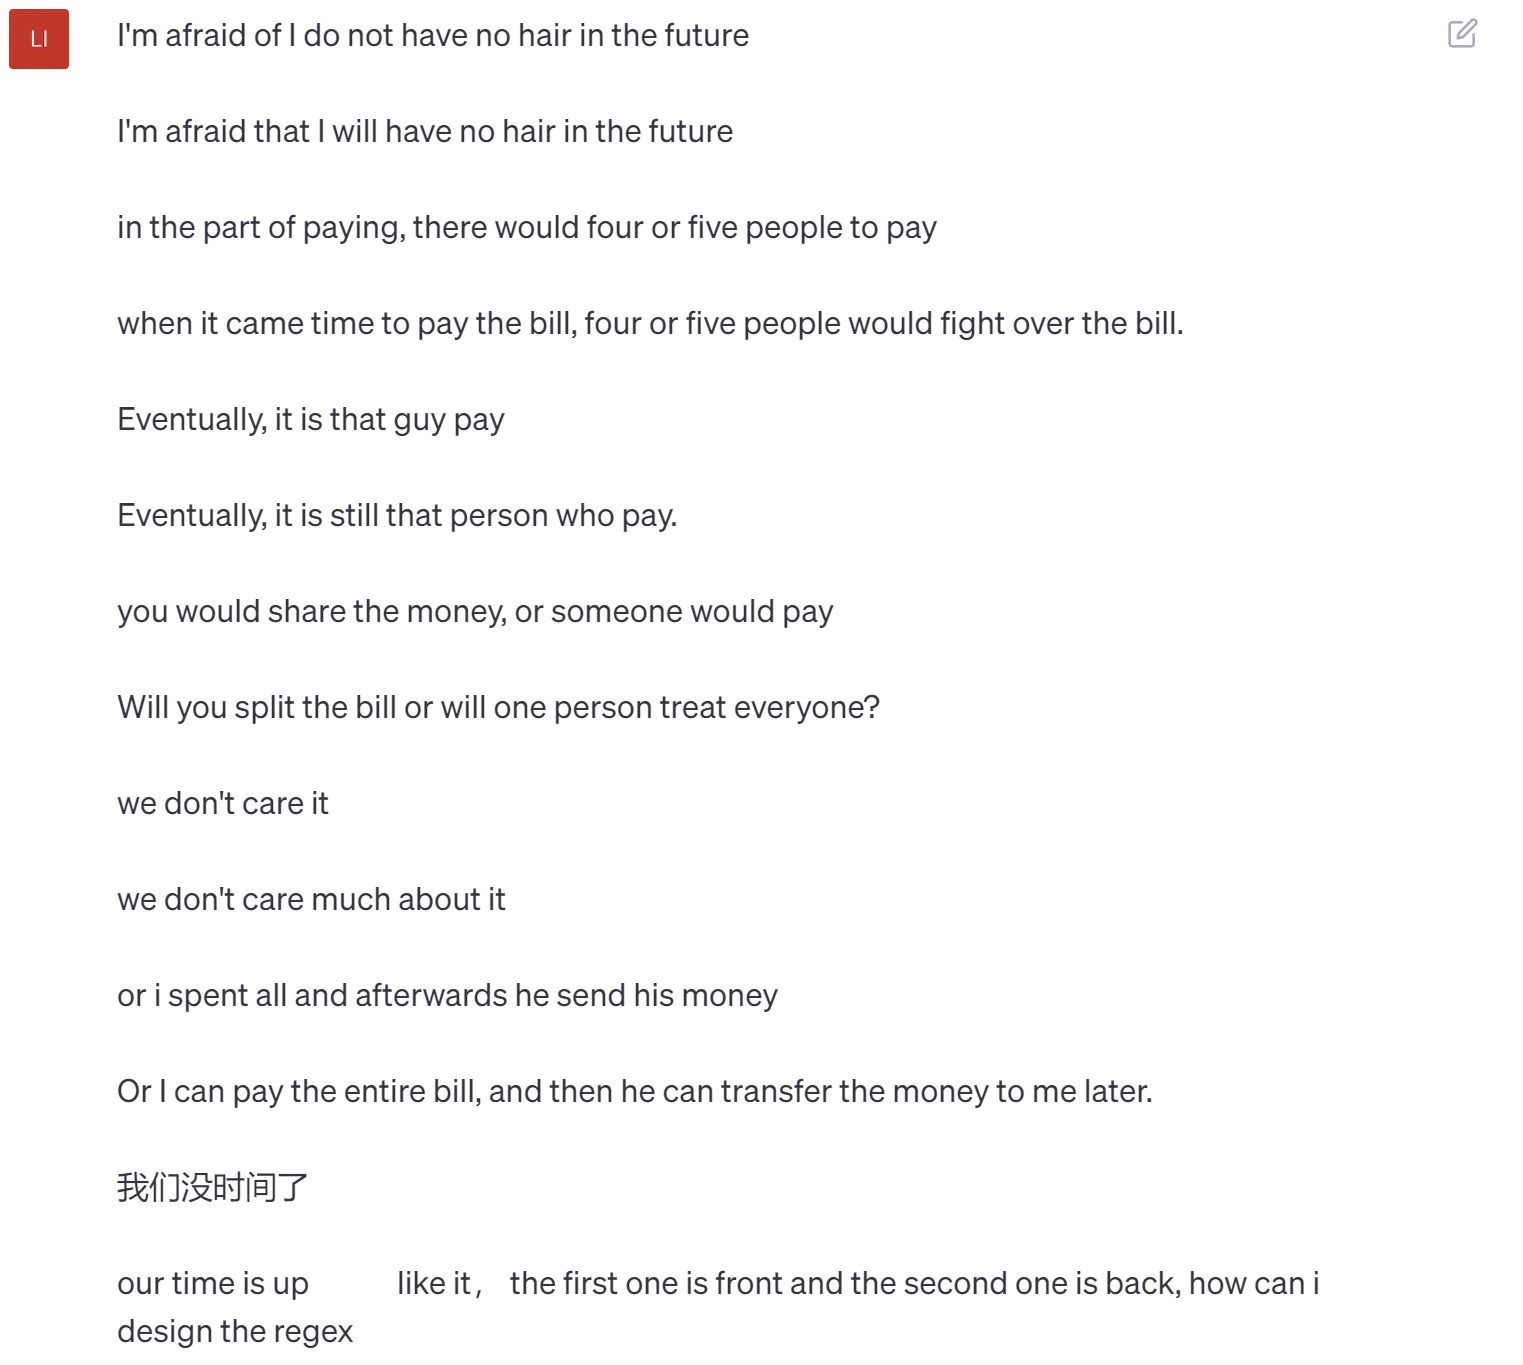 LI
I'm afraid of I do not have no hair in the future
I'm afraid that I will have no hair in the future
in the part of paying, there would four or five people to pay
when it came time to pay the bill, four or five people would fight over the bill.
Eventually, it is that guy pay
Eventually, it is still that person who pay.
you would share the money, or someone would pay
Will you split the bill or will one person treat everyone?
we don't care it
we don't care much about it
or i spent all and afterwards he send his money
Or I can pay the entire bill, and then he can transfer the money to me later.
我们没时间了
our time is up like it， the first one is front and the second one is back, how can i
design the regex